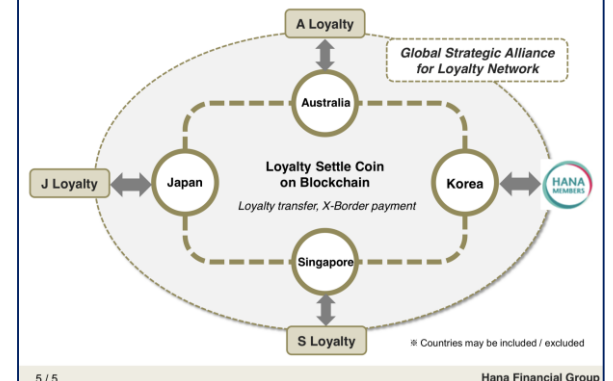 A Loyalty
Global Strategic Alliance
for Loyalty Network
Australia
J Loyalty
Japan
Loyalty Settle Coin
on Blockchain
Loyalty transfer, X-Border payment
Korea
HANA
MEMBERS
Singapore
S Loyalty
※ Countries may be included / excluded
5 / 5
Hana Financial Group